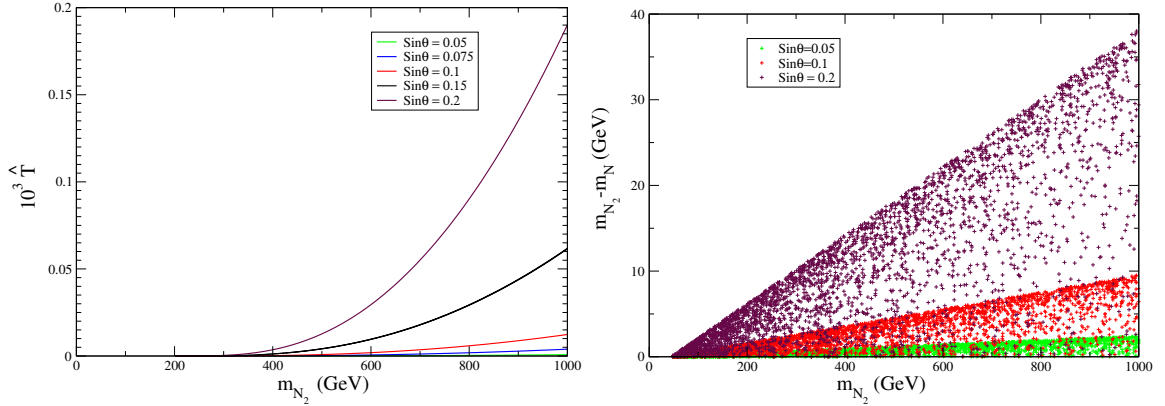 0.2
0.15
0.1
0.05
0
10³ T̂
Sinθ = 0.05
Sinθ = 0.075
Sinθ = 0.1
Sinθ = 0.15
Sinθ = 0.2
0 200 400 600 800 1000
m_N₂ (GeV)
40
30
20
10
0
m_N₂-m_N (GeV)
Sinθ=0.05
Sinθ=0.1
Sinθ = 0.2
0 200 400 600 800 1000
m_N₂ (GeV)